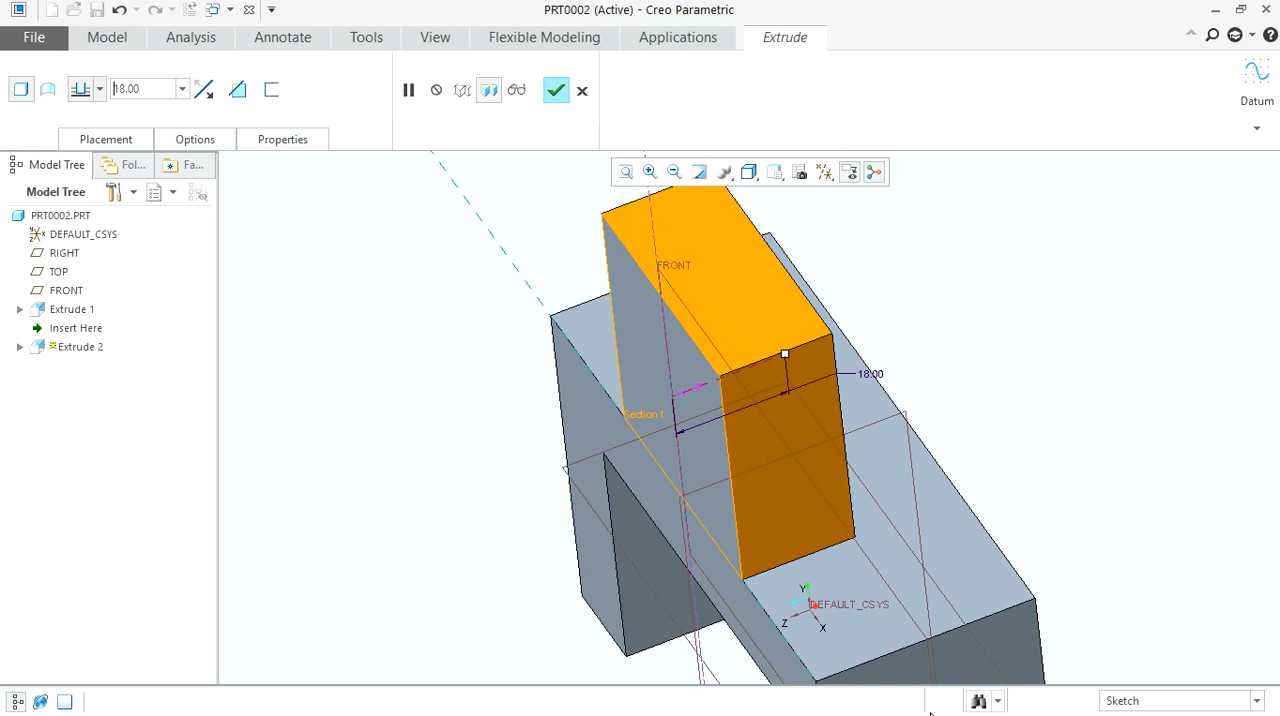 PRT0002 (Active) - Creo Parametric
File Model Analysis Annotate Tools View Flexible Modeling Applications Extrude
18.00
Datum
Placement Options Properties
Model Tree Fol... Fa...
Model Tree
PRT0002.PRT
DEFAULT_CSYS
RIGHT
TOP
FRONT
Extrude 1
Insert Here
Extrude 2
FRONT
18.00
Section1
Y
DEFAULT_CSYS
Z
X
Sketch